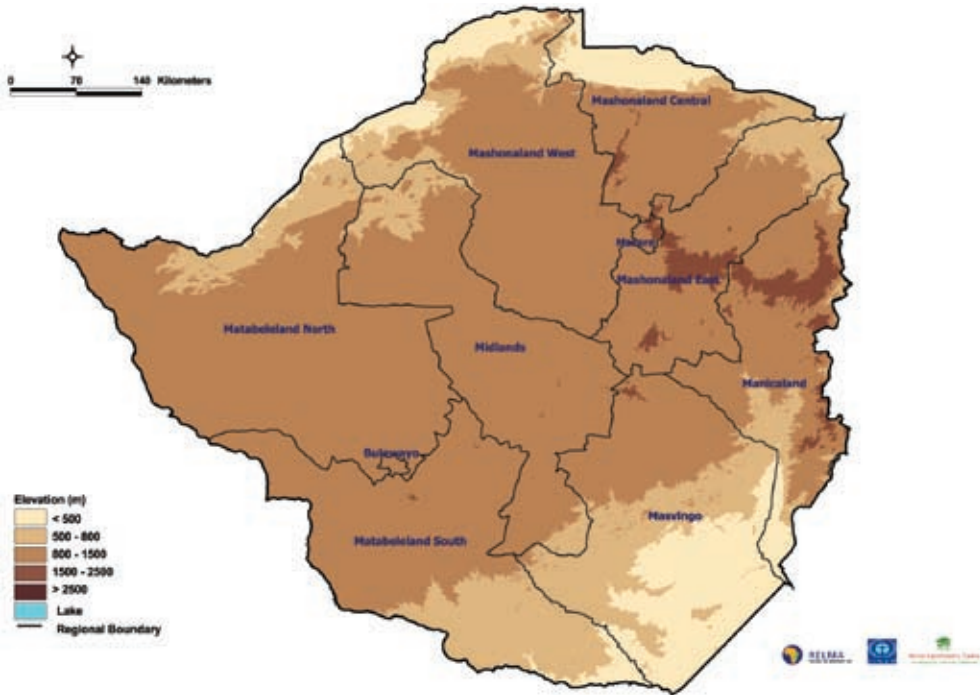 0 70 140 Kilometers
Mashonaland Central
Mashonaland West
Harare
Mashonaland East
Matabeleland North
Midlands
Manicaland
Bulawayo
Masvingo
Matabeleland South
Elevation (m)
< 500
500 - 800
800 - 1500
1500 - 2500
> 2500
Lake
Regional Boundary
RELMA